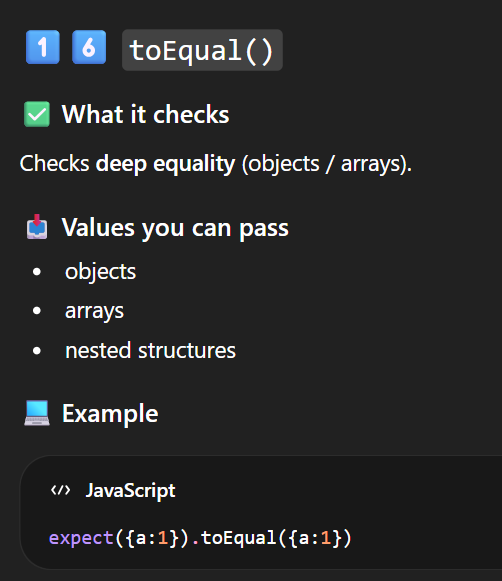 1 6 toEqual()
✅ What it checks
Checks deep equality (objects / arrays).
📥 Values you can pass
• objects
• arrays
• nested structures
💻 Example
</> JavaScript
expect({a:1}).toEqual({a:1})